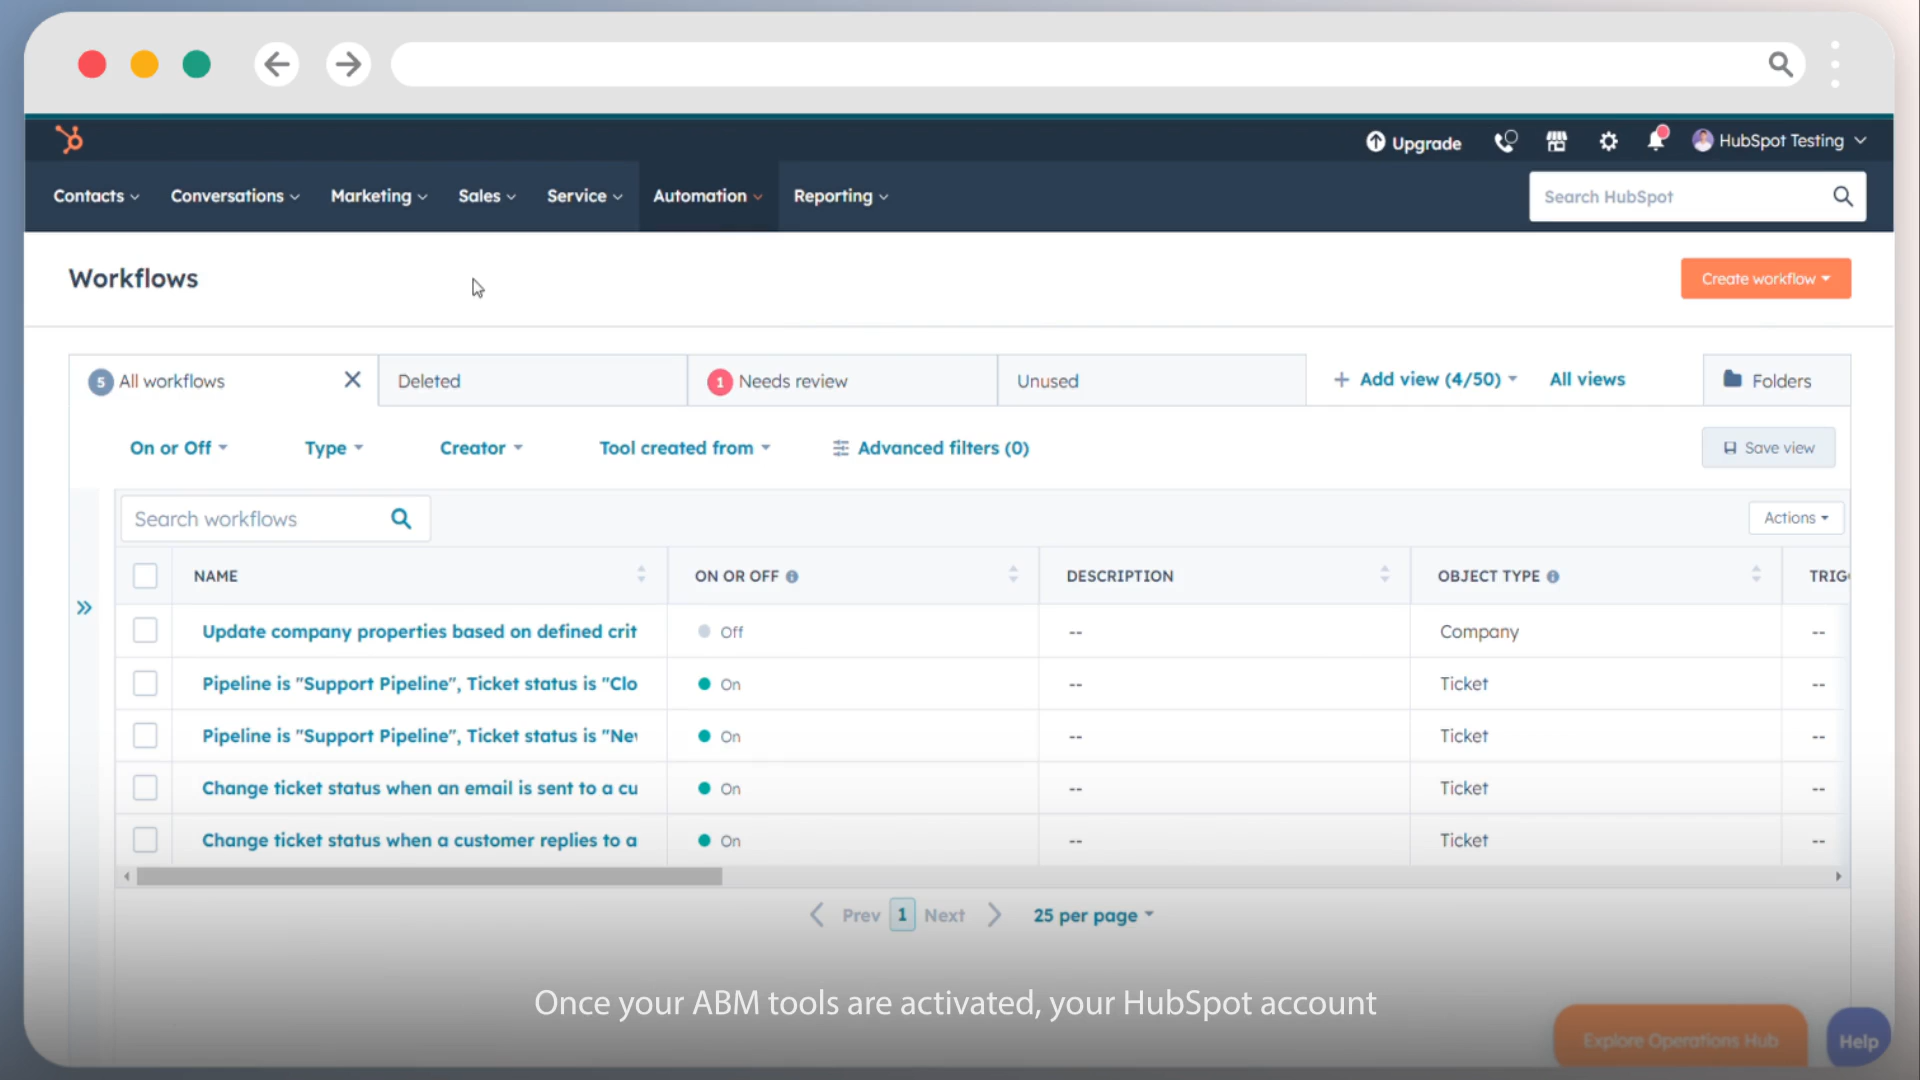 Upgrade
HubSpot Testing
Contacts
Conversations
Marketing
Sales
Service
Automation
Reporting
Search HubSpot
Workflows
Create workflow
5 All workflows
Deleted
1 Needs review
Unused
Add view (4/50)
All views
Folders
On or Off
Type
Creator
Tool created from
Advanced filters (0)
Save view
Search workflows
Actions
NAME
ON OR OFF
DESCRIPTION
OBJECT TYPE
TRIG
Update company properties based on defined crit
Off
--
Company
--
Pipeline is "Support Pipeline", Ticket status is "Clo
On
--
Ticket
--
Pipeline is "Support Pipeline", Ticket status is "Nev
On
--
Ticket
--
Change ticket status when an email is sent to a cu
On
--
Ticket
--
Change ticket status when a customer replies to a
On
--
Ticket
--
Prev 1 Next
25 per page
Once your ABM tools are activated, your HubSpot account
Explore Operations Hub
Help